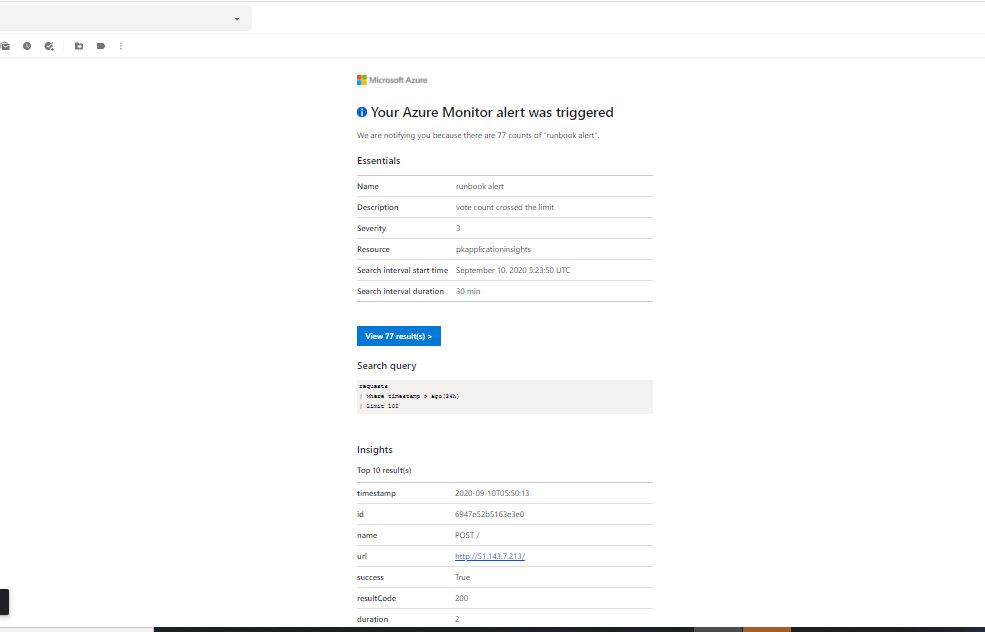 Microsoft Azure
Your Azure Monitor alert was triggered
We are notifying you because there are 77 counts of "runbook alert".
Essentials
Name runbook alert
Description vote count crossed the limit
Severity 3
Resource pkapplicationinsights
Search interval start time September 10, 2020 5:23:50 UTC
Search interval duration 30 min
View 77 result(s) >
Search query
requests
| where timestamp > ago(24h)
| limit 100
Insights
Top 10 result(s)
timestamp 2020-09-10T05:50:13
id 6947e52b5163e3e0
name POST /
url http://51.143.7.213/
success True
resultCode 200
duration 2